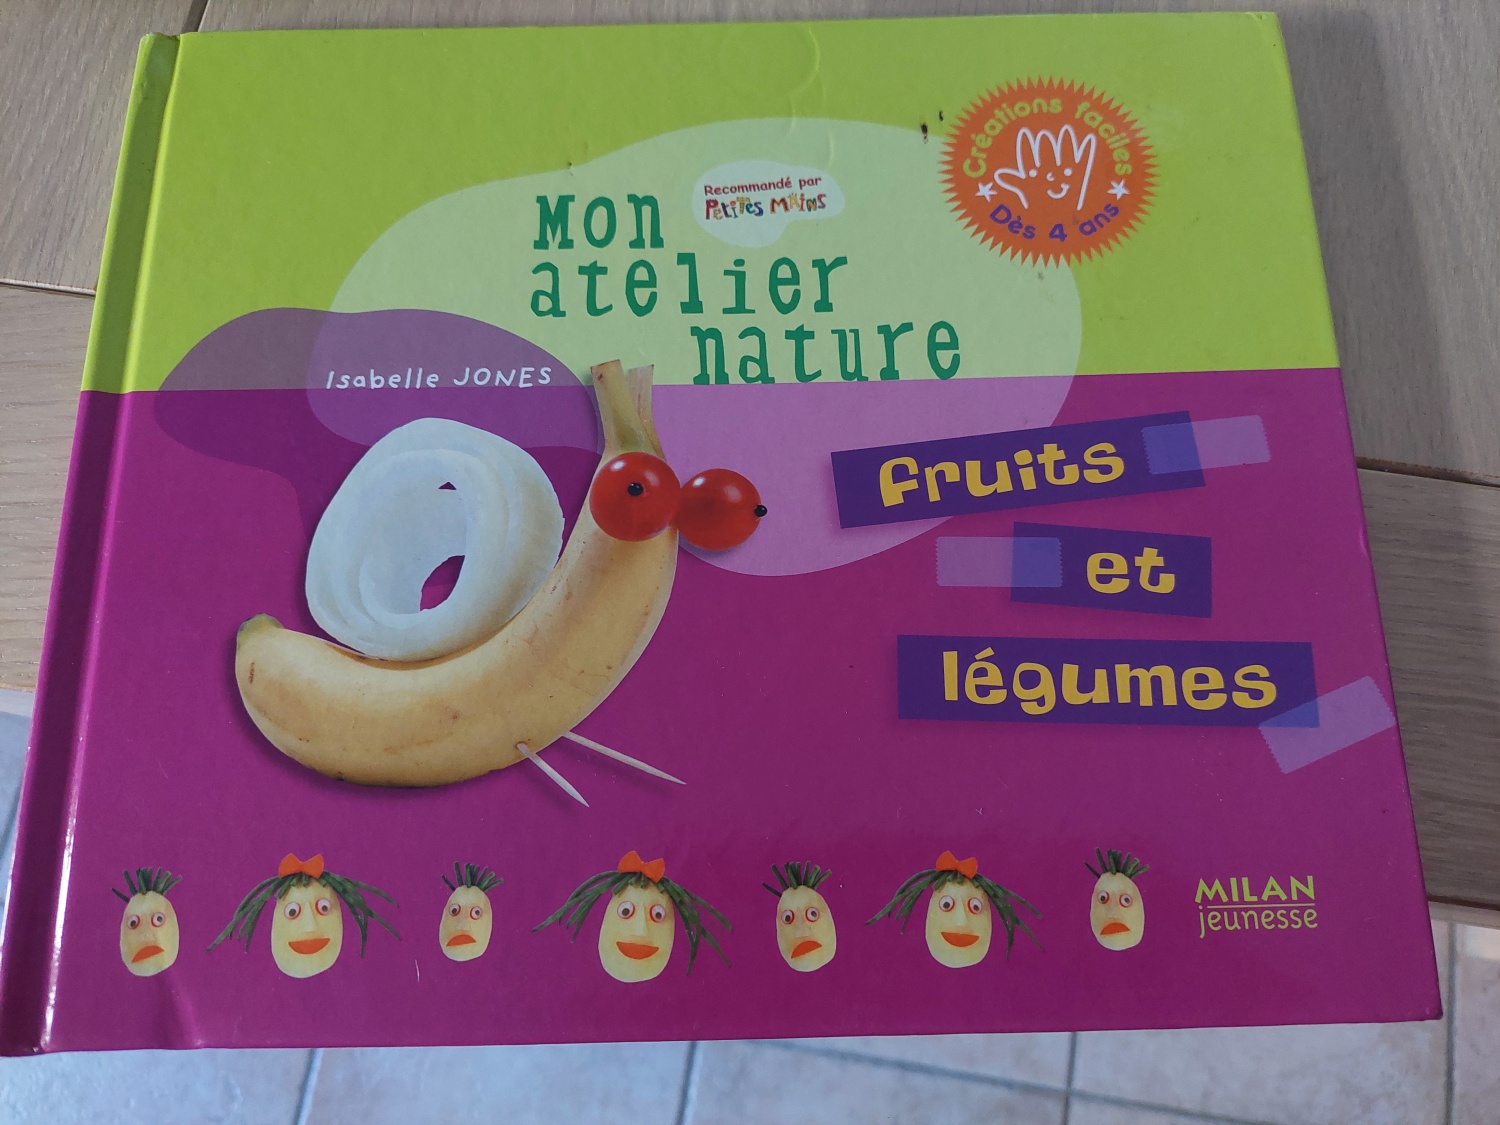 Créations faciles
Dès 4 ans
Recommandé par
Petites Mains
Mon
atelier
nature
Isabelle JONES
fruits
et
légumes
MILAN
jeunesse